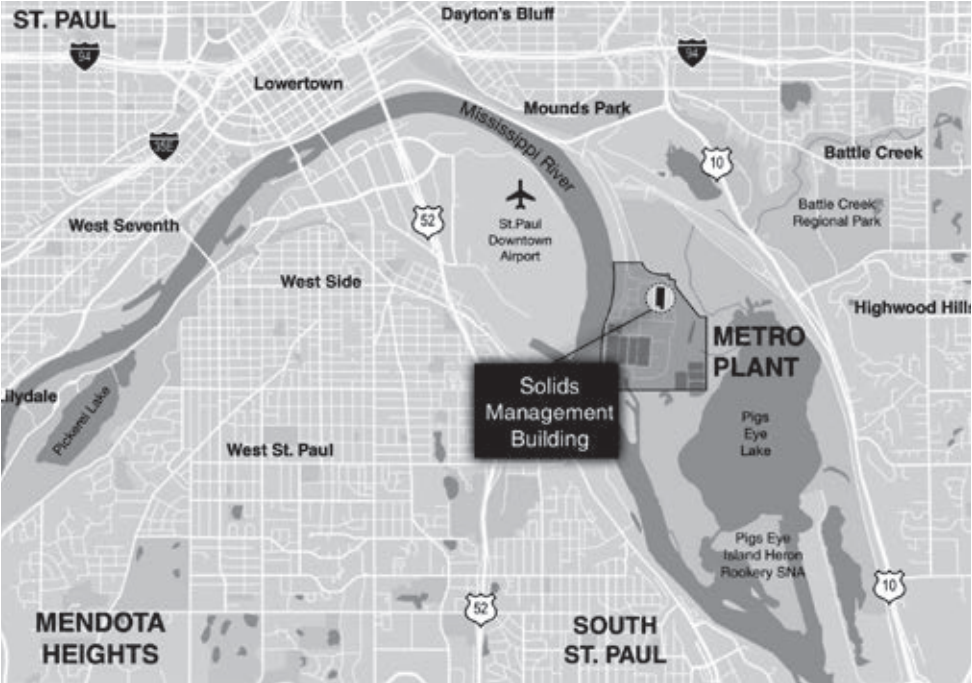 Dayton's Bluff
ST. PAUL
94
94
Lowertown
Mounds Park
Mississippi River
35E
10
Battle Creek
West Seventh
52
St.Paul
Downtown
Airport
Battle Creek
Regional Park
West Side
Highwood Hills
METRO
PLANT
Solids
Management
Building
Lilydale
Pickerel Lake
Pigs
Eye
Lake
West St. Paul
Pigs Eye
Island Heron
Rookery SNA
10
52
MENDOTA
HEIGHTS
SOUTH
ST. PAUL